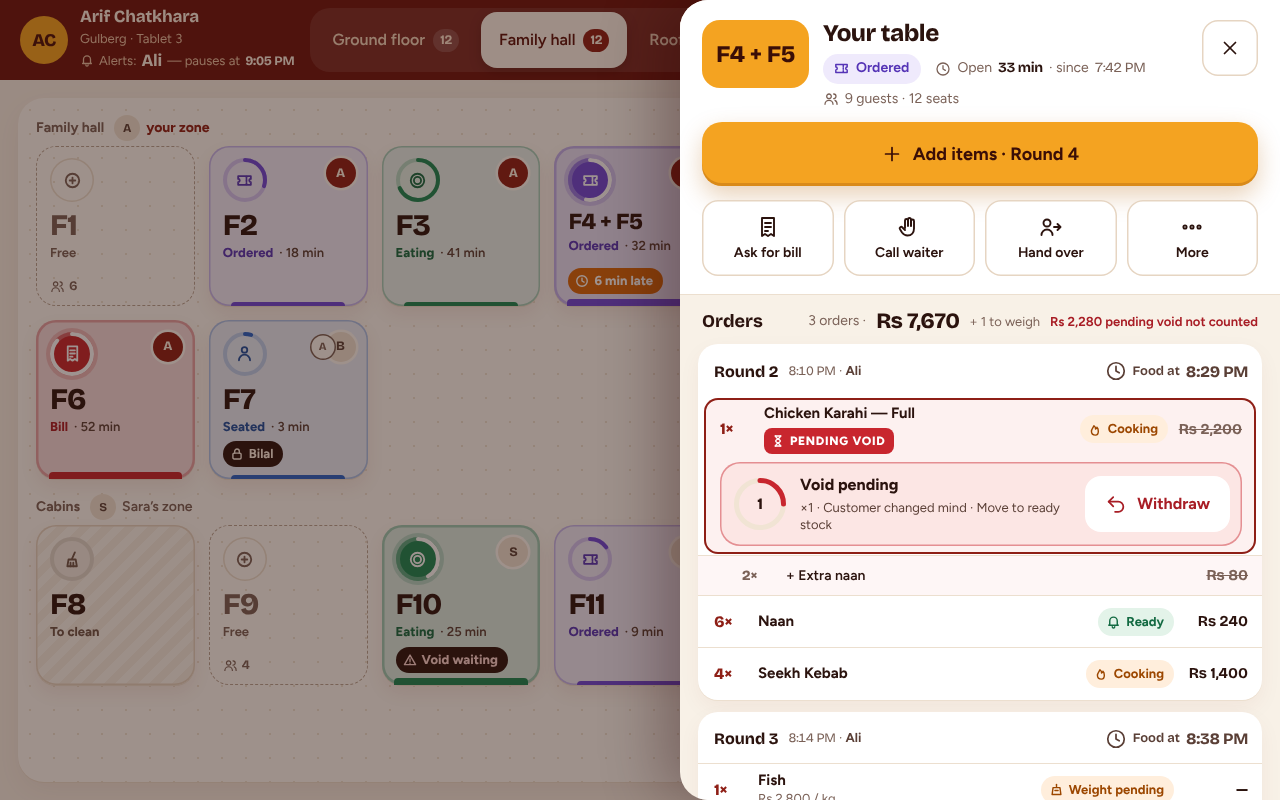 AC
Arif Chatkhara
Gulberg · Tablet 3
Alerts: Ali — pauses at 9:05 PM
Ground floor 12
Family hall 12
Family hall A your zone
F1
Free
6
A
F2
Ordered · 18 min
A
F3
Eating · 41 min
F4 + F5
Ordered · 32 min
6 min late
A
F6
Bill · 52 min
A B
F7
Seated · 3 min
Bilal
Cabins S Sara’s zone
F8
To clean
F9
Free
4
S
F10
Eating · 25 min
Void waiting
F11
Ordered · 9 min
F4 + F5
Your table
Ordered Open 33 min · since 7:42 PM
9 guests · 12 seats
+ Add items · Round 4
Ask for bill
Call waiter
Hand over
More
Orders 3 orders · Rs 7,670 + 1 to weigh Rs 2,280 pending void not counted
Round 2 8:10 PM · Ali Food at 8:29 PM
1× Chicken Karahi — Full Cooking Rs 2,200
PENDING VOID
1 Void pending
×1 · Customer changed mind · Move to ready
stock
Withdraw
2× + Extra naan Rs 80
6× Naan Ready Rs 240
4× Seekh Kebab Cooking Rs 1,400
Round 3 8:14 PM · Ali Food at 8:38 PM
1× Fish Weight pending —
Rs 2,800 / kg